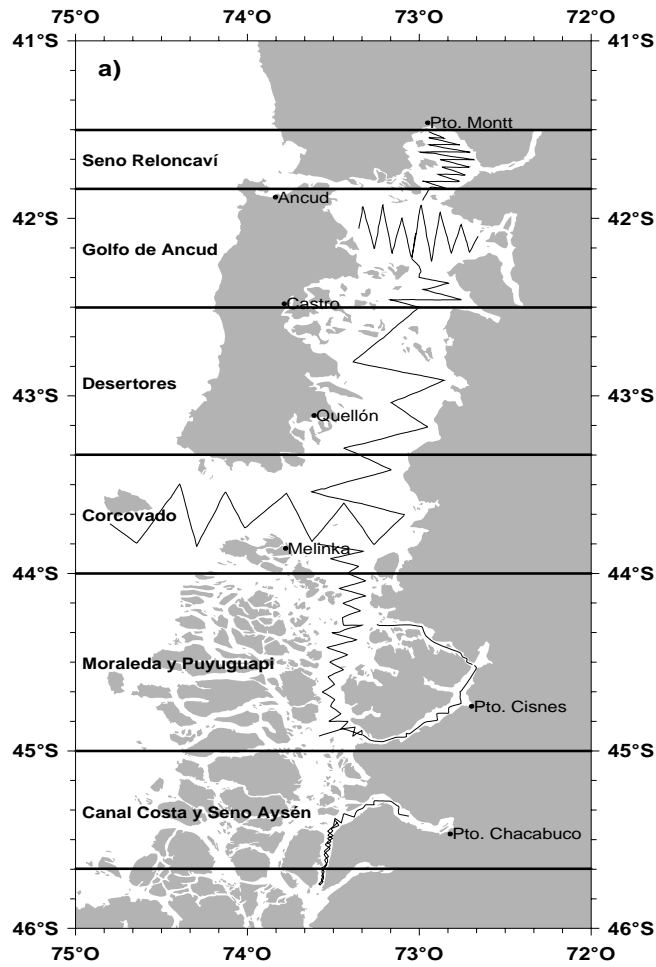 75°O 74°O 73°O 72°O
41°S 41°S
a)
Pto. Montt
Seno Reloncaví
42°S 42°S
Ancud
Golfo de Ancud
Castro
Desertores
43°S 43°S
Quellón
Corcovado
Melinka
44°S 44°S
Moraleda y Puyuguapi
Pto. Cisnes
45°S 45°S
Canal Costa y Seno Aysén
Pto. Chacabuco
46°S 46°S
75°O 74°O 73°O 72°O